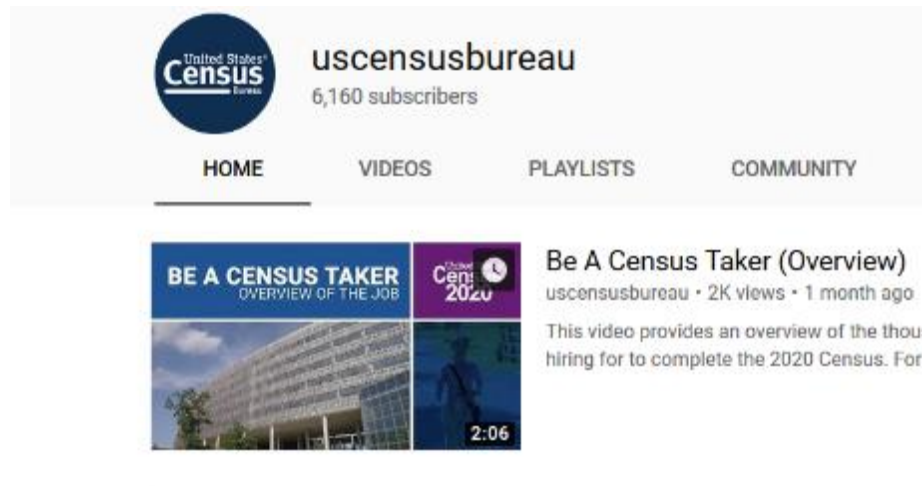 United States®
Census
Bureau
uscensusbureau
6,160 subscribers
HOME VIDEOS PLAYLISTS COMMUNITY
BE A CENSUS TAKER
OVERVIEW OF THE JOB
United
Cens
2020
2:06
Be A Census Taker (Overview)
uscensusbureau • 2K views • 1 month ago
This video provides an overview of the thou
hiring for to complete the 2020 Census. For